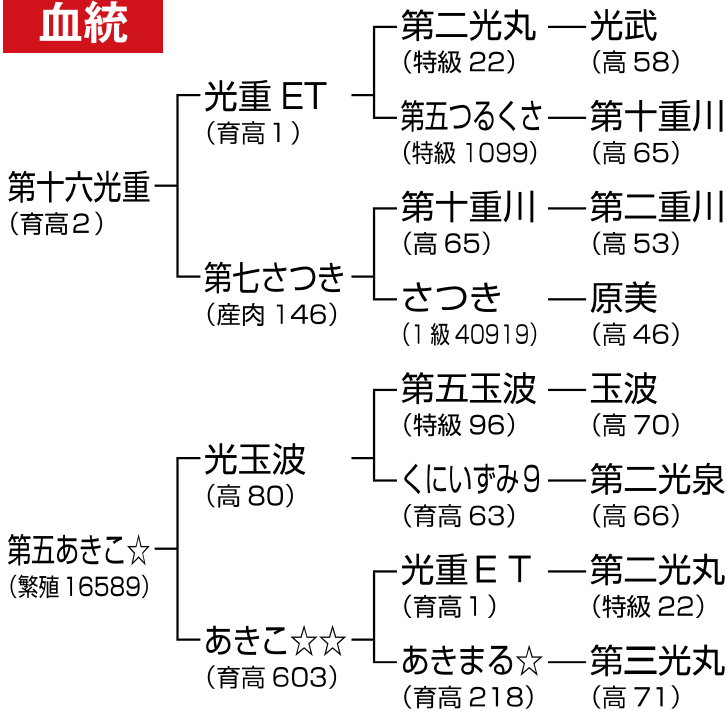 血統
第十六光重
（育高2）
光重 ET
（育高1）
第二光丸
（特級 22）
光武
（高 58）
第五つるくさ
（特級 1099）
第十重川
（高 65）
第七さつき
（産肉 146）
第十重川
（高 65）
第二重川
（高 53）
さつき
（1 級 40919）
原美
（高 46）
第五あきこ☆
（繁殖 16589）
光玉波
（高 80）
第五玉波
（特級 96）
玉波
（高 70）
くにいずみ9
（育高 63）
第二光泉
（高 66）
あきこ☆☆
（育高 603）
光重ET
（育高1）
第二光丸
（特級 22）
あきまる☆
（育高 218）
第三光丸
（高 71）